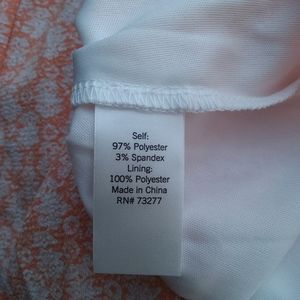 Self:
97% Polyester
3% Spandex
Lining:
100% Polyester
Made in China
RN# 73277